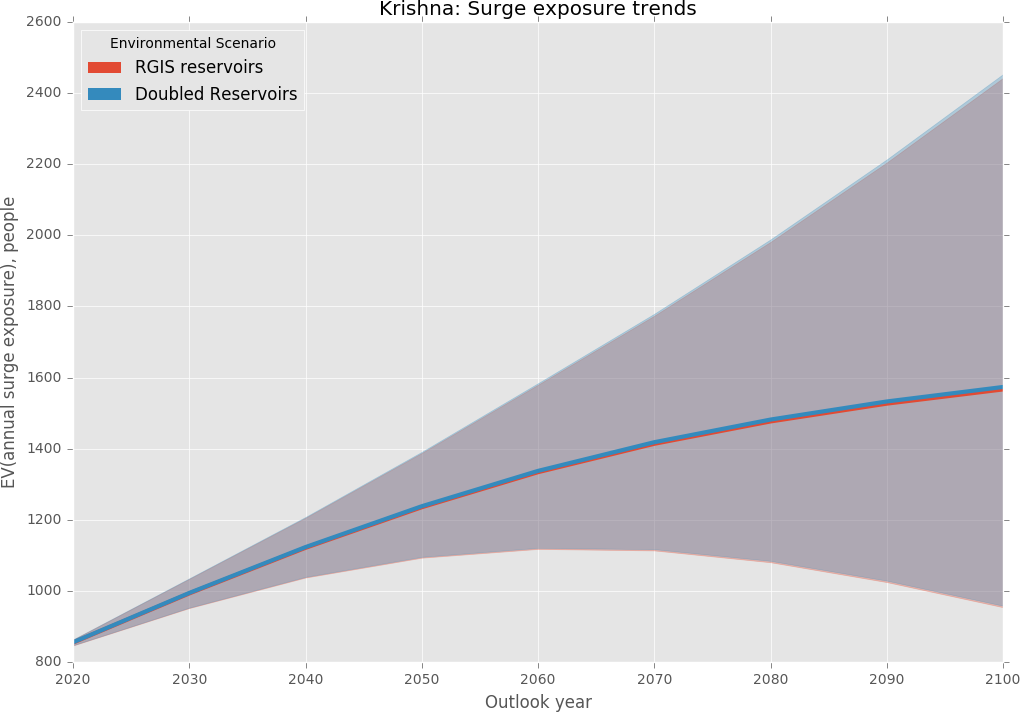 Krishna: Surge exposure trends
Environmental Scenario
RGIS reservoirs
Doubled Reservoirs
EV(annual surge exposure), people
2600
2400
2200
2000
1800
1600
1400
1200
1000
800
2020 2030 2040 2050 2060 2070 2080 2090 2100
Outlook year